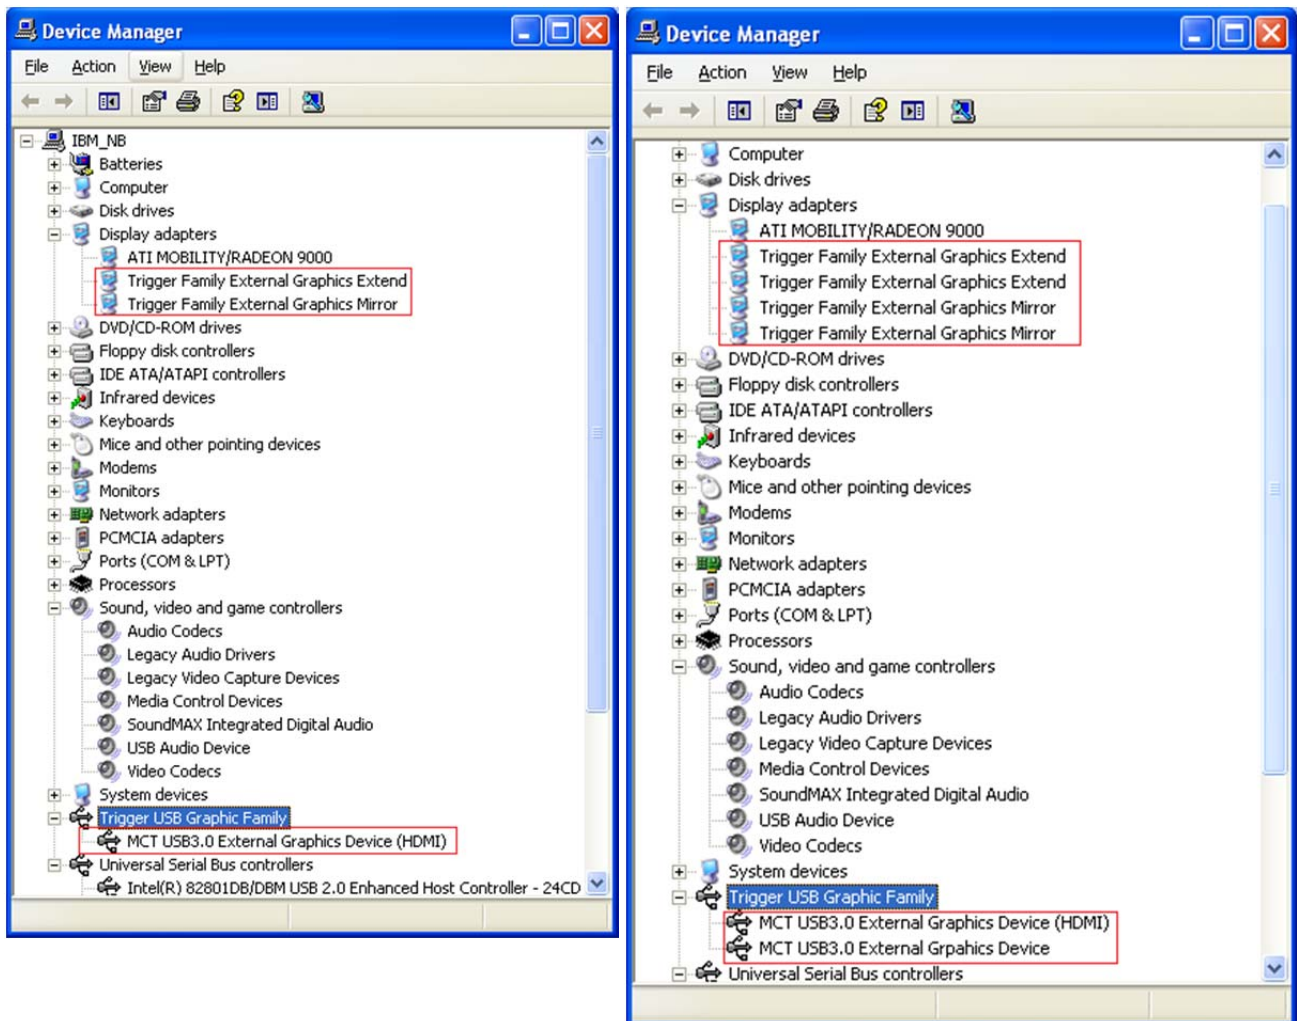 Device Manager
File Action View Help
IBM_NB
Batteries
Computer
Disk drives
Display adapters
ATI MOBILITY/RADEON 9000
Trigger Family External Graphics Extend
Trigger Family External Graphics Mirror
DVD/CD-ROM drives
Floppy disk controllers
IDE ATA/ATAPI controllers
Infrared devices
Keyboards
Mice and other pointing devices
Modems
Monitors
Network adapters
PCMCIA adapters
Ports (COM & LPT)
Processors
Sound, video and game controllers
Audio Codecs
Legacy Audio Drivers
Legacy Video Capture Devices
Media Control Devices
SoundMAX Integrated Digital Audio
USB Audio Device
Video Codecs
System devices
Trigger USB Graphic Family
MCT USB3.0 External Graphics Device (HDMI)
Universal Serial Bus controllers
Intel(R) 82801DB/DBM USB 2.0 Enhanced Host Controller - 24CD
Device Manager
File Action View Help
Computer
Disk drives
Display adapters
ATI MOBILITY/RADEON 9000
Trigger Family External Graphics Extend
Trigger Family External Graphics Extend
Trigger Family External Graphics Mirror
Trigger Family External Graphics Mirror
DVD/CD-ROM drives
Floppy disk controllers
IDE ATA/ATAPI controllers
Infrared devices
Keyboards
Mice and other pointing devices
Modems
Monitors
Network adapters
PCMCIA adapters
Ports (COM & LPT)
Processors
Sound, video and game controllers
Audio Codecs
Legacy Audio Drivers
Legacy Video Capture Devices
Media Control Devices
SoundMAX Integrated Digital Audio
USB Audio Device
Video Codecs
System devices
Trigger USB Graphic Family
MCT USB3.0 External Graphics Device (HDMI)
MCT USB3.0 External Grpahics Device
Universal Serial Bus controllers